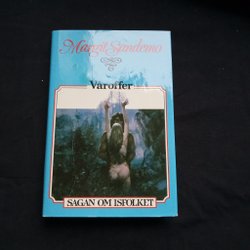 Margit Sandemo
Våroffer
SAGAN OM ISFOLKET